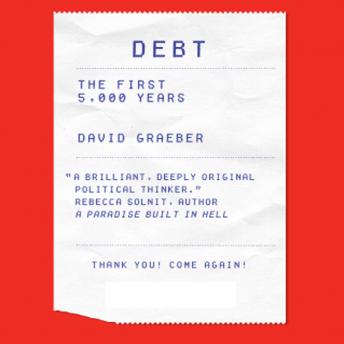 DEBT
THE FIRST
5,000 YEARS
DAVID GRAEBER
"A BRILLIANT, DEEPLY ORIGINAL
POLITICAL THINKER."
REBECCA SOLNIT, AUTHOR
A PARADISE BUILT IN HELL
THANK YOU! COME AGAIN!